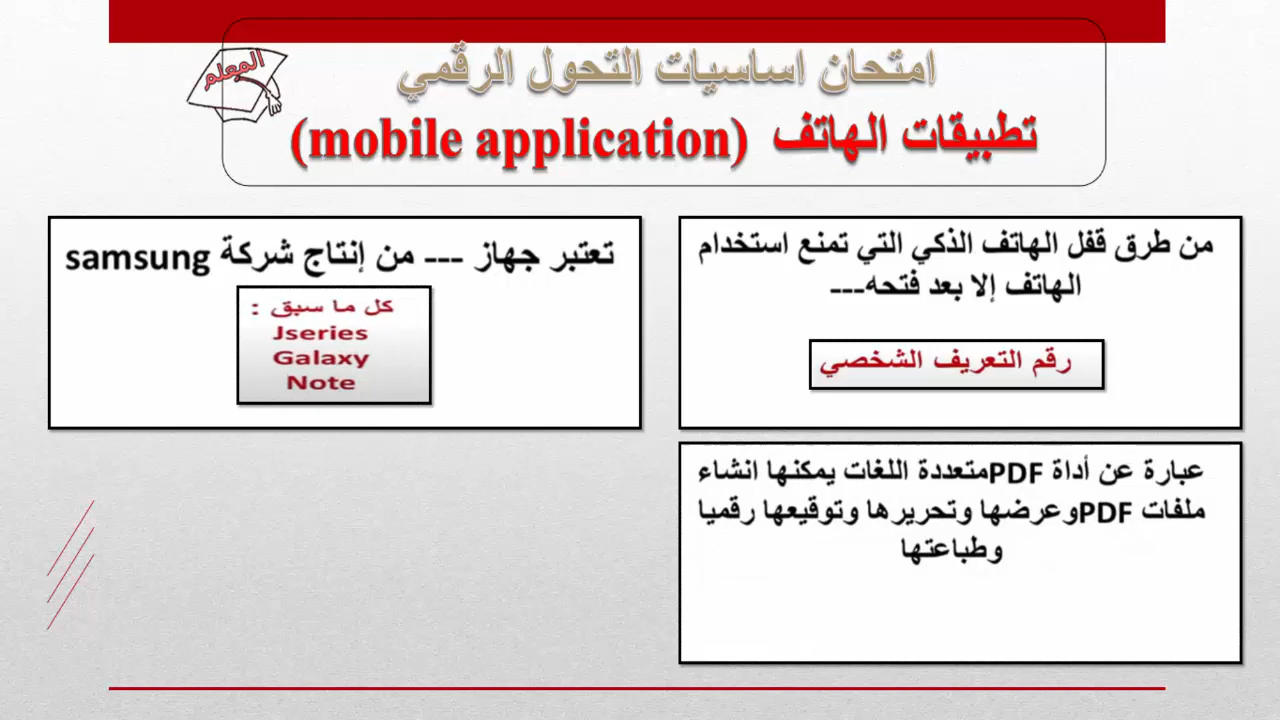 المعلم
امتحان اساسيات التحول الرقمي
تطبيقات الهاتف (mobile application)
من طرق قفل الهاتف الذكي التي تمنع استخدام
الهاتف إلا بعد فتحه---
رقم التعريف الشخصي
تعتبر جهاز --- من إنتاج شركة samsung
كل ما سبق :
Jseries
Galaxy
Note
عبارة عن أداة PDFمتعددة اللغات يمكنها انشاء
ملفات PDFوعرضها وتحريرها وتوقيعها رقميا
وطباعتها